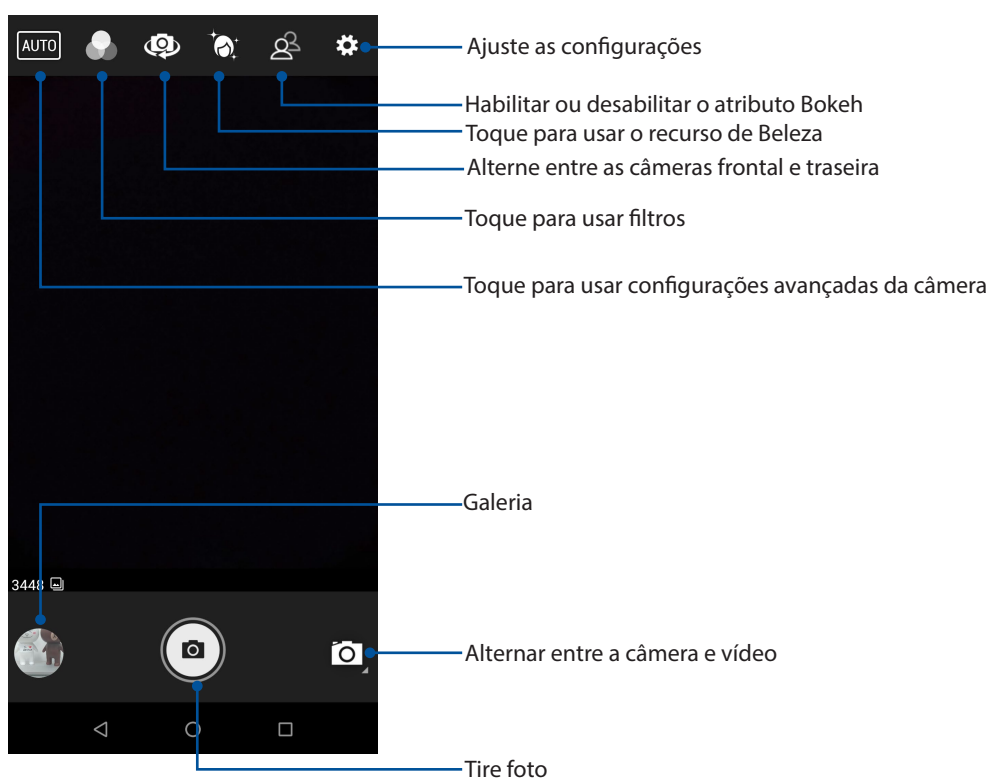 AUTO
Ajuste as configurações
Habilitar ou desabilitar o atributo Bokeh
Toque para usar o recurso de Beleza
Alterne entre as câmeras frontal e traseira
Toque para usar filtros
Toque para usar configurações avançadas da câmera
Galeria
3448
Alternar entre a câmera e vídeo
Tire foto